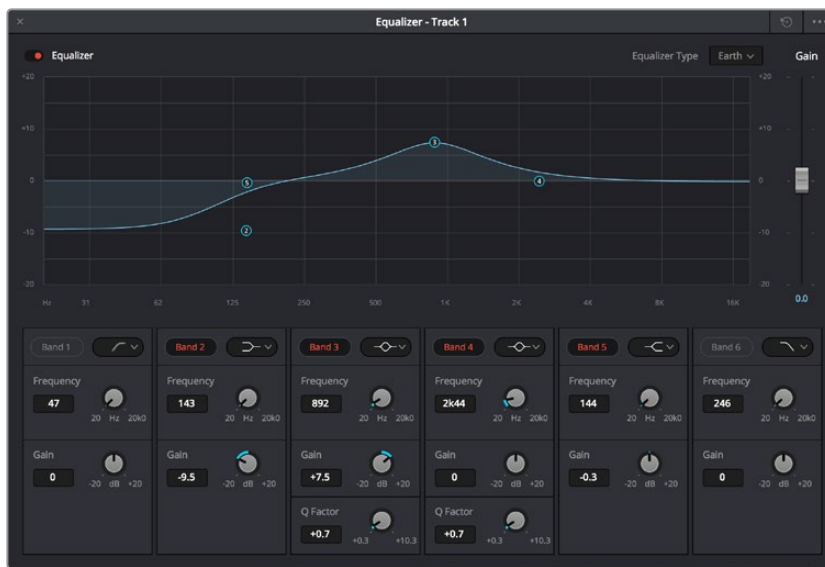 Equalizer - Track 1
Equalizer
Equalizer Type Earth Gain
+20 +20
+10 +10
5 3
0 4 0
2
-10 -10
-20 -20
Hz 31 62 125 250 500 1K 2K 4K 8K 16K 0.0
Band 1 Band 2 Band 3 Band 4 Band 5 Band 6
Frequency Frequency Frequency Frequency Frequency Frequency
47 143 892 2k44 144 246
20 Hz 20k0 20 Hz 20k0 20 Hz 20k0 20 Hz 20k0 20 Hz 20k0 20 Hz 20k0
Gain Gain Gain Gain Gain Gain
0 -9.5 +7.5 0 -0.3 0
-20 dB +20 -20 dB +20 -20 dB +20 -20 dB +20 -20 dB +20 -20 dB +20
Q Factor Q Factor
+0.7 +0.7
+0.3 +10.3 +0.3 +10.3